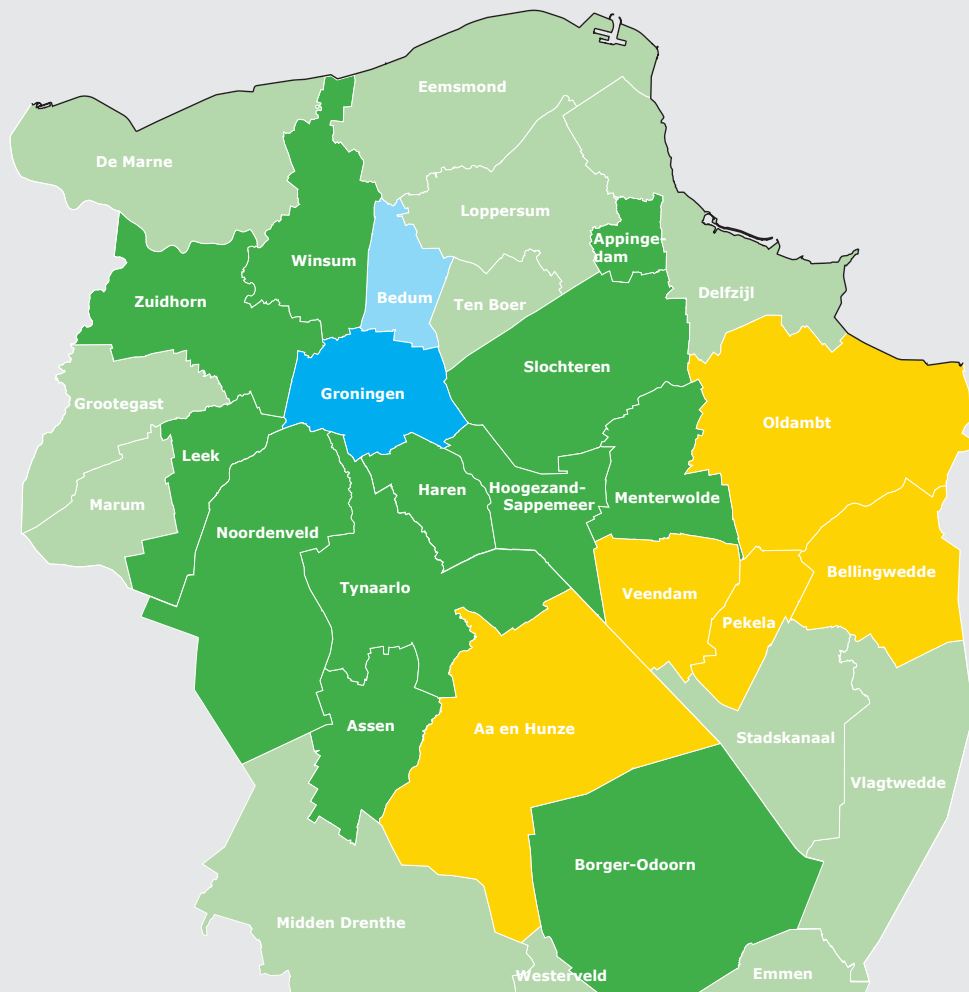 Eemsmond
De Marne
Loppersum
Appinge-
dam
Winsum
Bedum
Ten Boer
Delfzijl
Zuidhorn
Slochteren
Groningen
Grootegast
Oldambt
Leek
Haren
Hoogezand-
Sappemeer
Menterwolde
Marum
Noordenveld
Bellingwedde
Tynaarlo
Veendam
Pekela
Assen
Aa en Hunze
Stadskanaal
Vlagtwedde
Borger-Odoorn
Midden Drenthe
Westerveld
Emmen